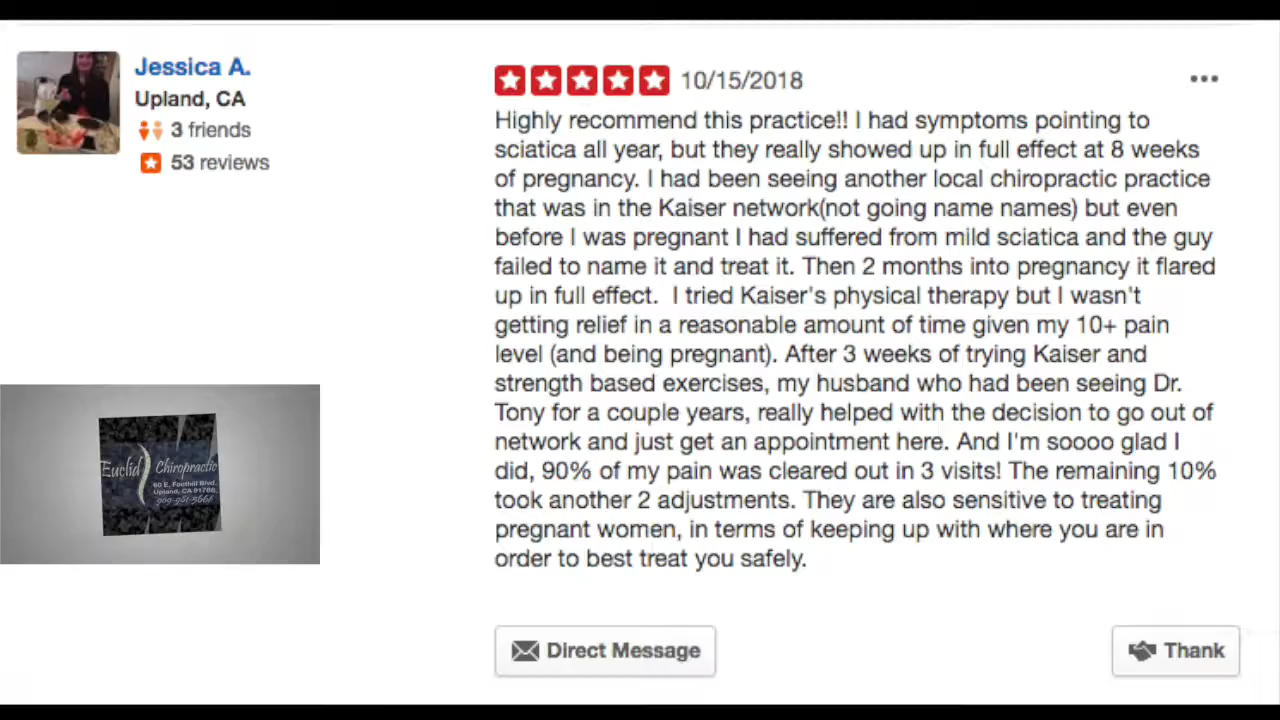 Jessica A.
Upland, CA
3 friends
53 reviews
10/15/2018
Highly recommend this practice!! I had symptoms pointing to
sciatica all year, but they really showed up in full effect at 8 weeks
of pregnancy. I had been seeing another local chiropractic practice
that was in the Kaiser network(not going name names) but even
before I was pregnant I had suffered from mild sciatica and the guy
failed to name it and treat it. Then 2 months into pregnancy it flared
up in full effect.  I tried Kaiser's physical therapy but I wasn't
getting relief in a reasonable amount of time given my 10+ pain
level (and being pregnant). After 3 weeks of trying Kaiser and
strength based exercises, my husband who had been seeing Dr.
Tony for a couple years, really helped with the decision to go out of
network and just get an appointment here. And I'm soooo glad I
did, 90% of my pain was cleared out in 3 visits! The remaining 10%
took another 2 adjustments. They are also sensitive to treating
pregnant women, in terms of keeping up with where you are in
order to best treat you safely.
Direct Message
Thank
Euclid Chiropractic
60 E. Foothill Blvd.
Upland, CA 91786